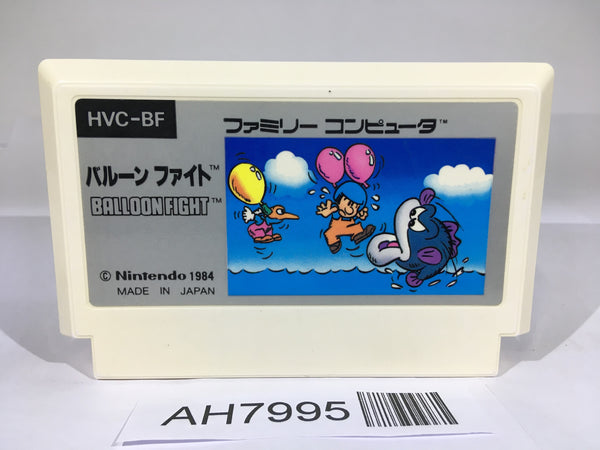 HVC-BF
ファミリー コンピュータ™
バルーン ファイト™
BALLOON FIGHT™
© Nintendo 1984
MADE IN JAPAN
AH7995